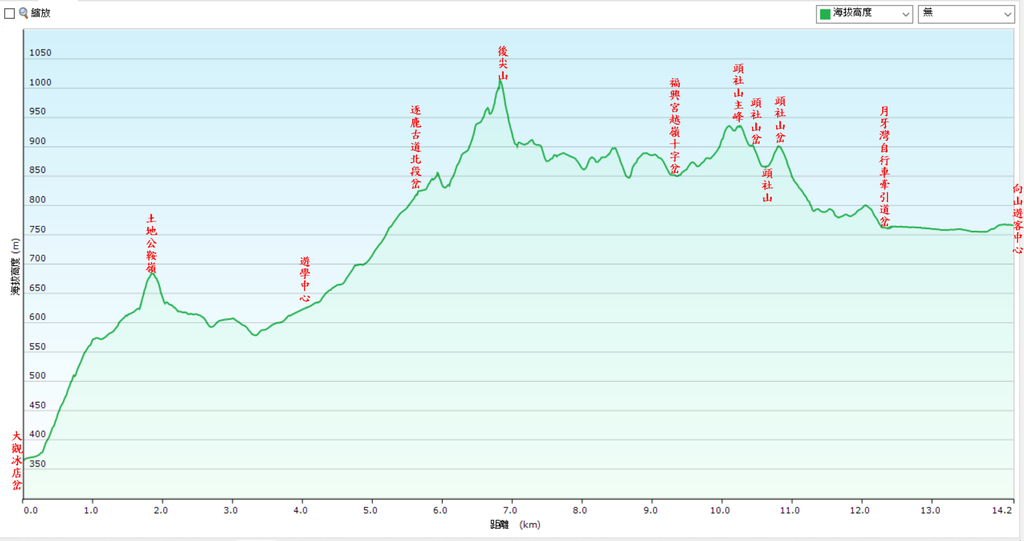 縮放
海拔高度
無
1050
1000
950
900
850
800
750
700
650
600
550
500
450
400
350
海拔高度 (m)
大觀冰店岔
土地公鞍嶺
遊學中心
逐鹿古道北段岔
後尖山
福興宮越嶺十字岔
頭社山主峰
頭社山岔
頭社山
頭社山岔
月牙灣自行車牽引道岔
向山遊客中心
0.0 1.0 2.0 3.0 4.0 5.0 6.0 7.0 8.0 9.0 10.0 11.0 12.0 13.0 14.2
距離 (km)